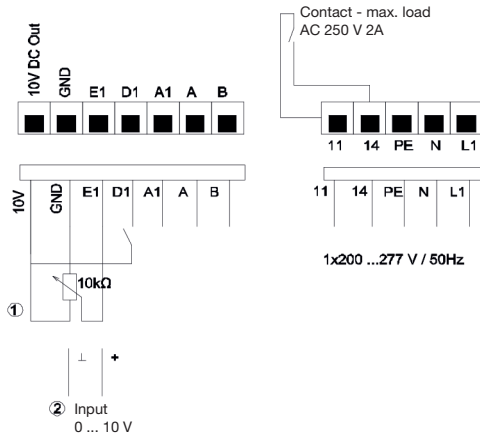 Contact - max. load
AC 250 V 2A
10V DC Out GND E1 D1 A1 A B
11 14 PE N L1
10V GND E1 D1 A1 A B
11 14 PE N L1
1x200 ...277 V / 50Hz
10kΩ
1
⊥ +
2 Input
0 ... 10 V